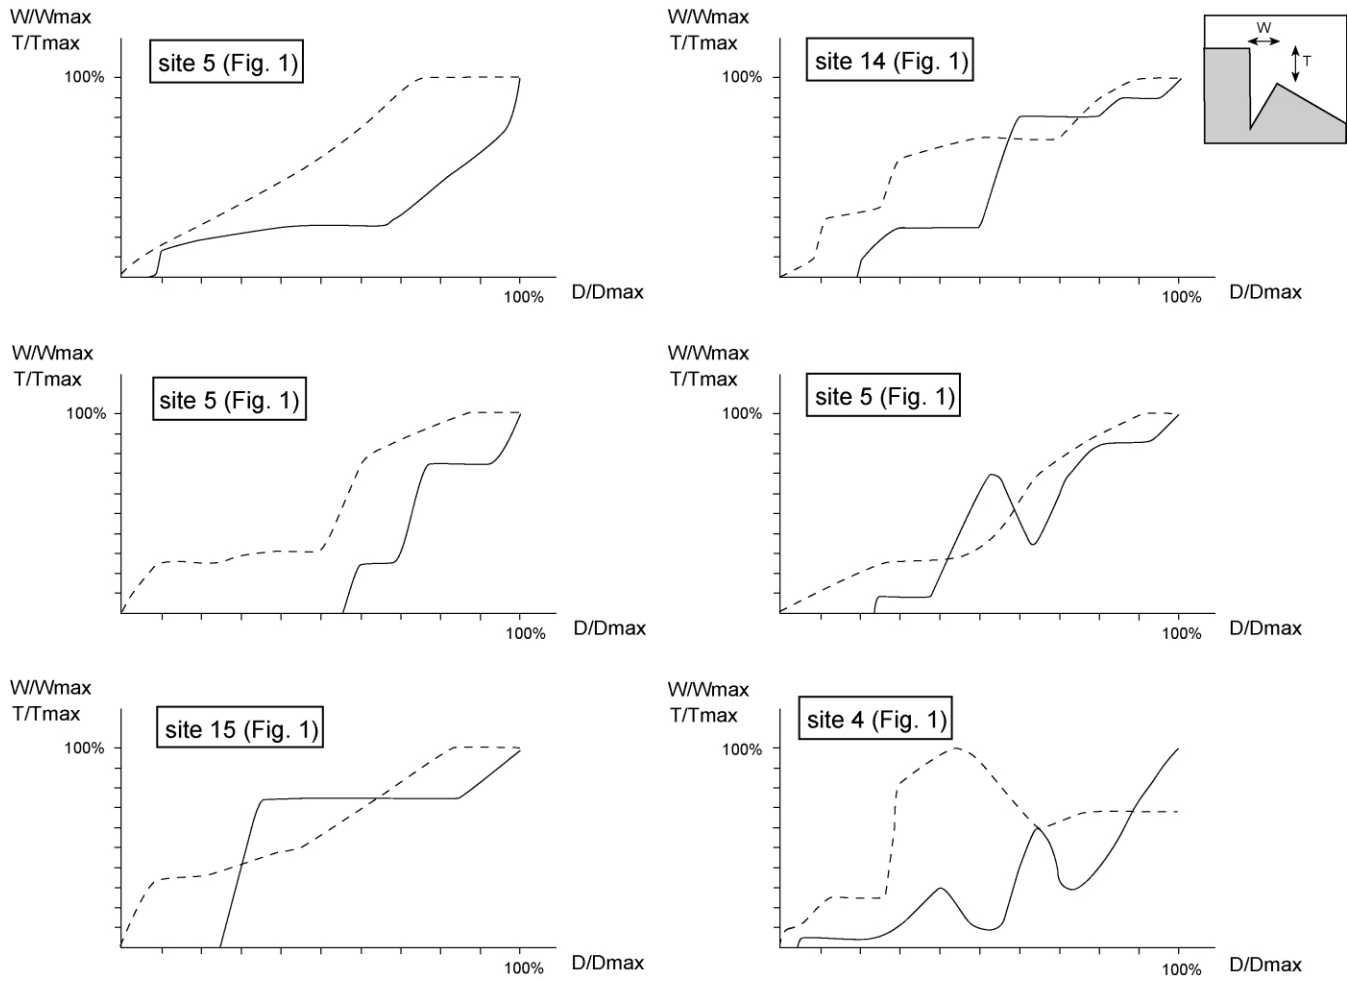 W/Wmax
T/Tmax
site 5 (Fig. 1)
100%
100%
D/Dmax
W/Wmax
T/Tmax
site 14 (Fig. 1)
100%
100%
D/Dmax
W
T
W/Wmax
T/Tmax
site 5 (Fig. 1)
100%
100%
D/Dmax
W/Wmax
T/Tmax
site 5 (Fig. 1)
100%
100%
D/Dmax
W/Wmax
T/Tmax
site 15 (Fig. 1)
100%
100%
D/Dmax
W/Wmax
T/Tmax
site 4 (Fig. 1)
100%
100%
D/Dmax